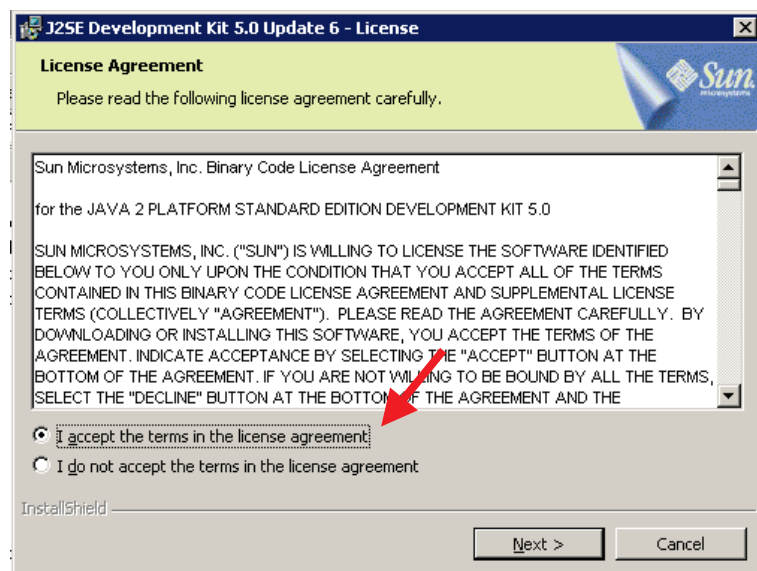 J2SE Development Kit 5.0 Update 6 - License
License Agreement
Please read the following license agreement carefully.
Sun
microsystems
Sun Microsystems, Inc. Binary Code License Agreement
for the JAVA 2 PLATFORM STANDARD EDITION DEVELOPMENT KIT 5.0
SUN MICROSYSTEMS, INC. ("SUN") IS WILLING TO LICENSE THE SOFTWARE IDENTIFIED
BELOW TO YOU ONLY UPON THE CONDITION THAT YOU ACCEPT ALL OF THE TERMS
CONTAINED IN THIS BINARY CODE LICENSE AGREEMENT AND SUPPLEMENTAL LICENSE
TERMS (COLLECTIVELY "AGREEMENT"). PLEASE READ THE AGREEMENT CAREFULLY. BY
DOWNLOADING OR INSTALLING THIS SOFTWARE, YOU ACCEPT THE TERMS OF THE
AGREEMENT. INDICATE ACCEPTANCE BY SELECTING THE "ACCEPT" BUTTON AT THE
BOTTOM OF THE AGREEMENT. IF YOU ARE NOT WILLING TO BE BOUND BY ALL THE TERMS,
SELECT THE "DECLINE" BUTTON AT THE BOTTOM OF THE AGREEMENT AND THE
I accept the terms in the license agreement
I do not accept the terms in the license agreement
InstallShield
Next >
Cancel